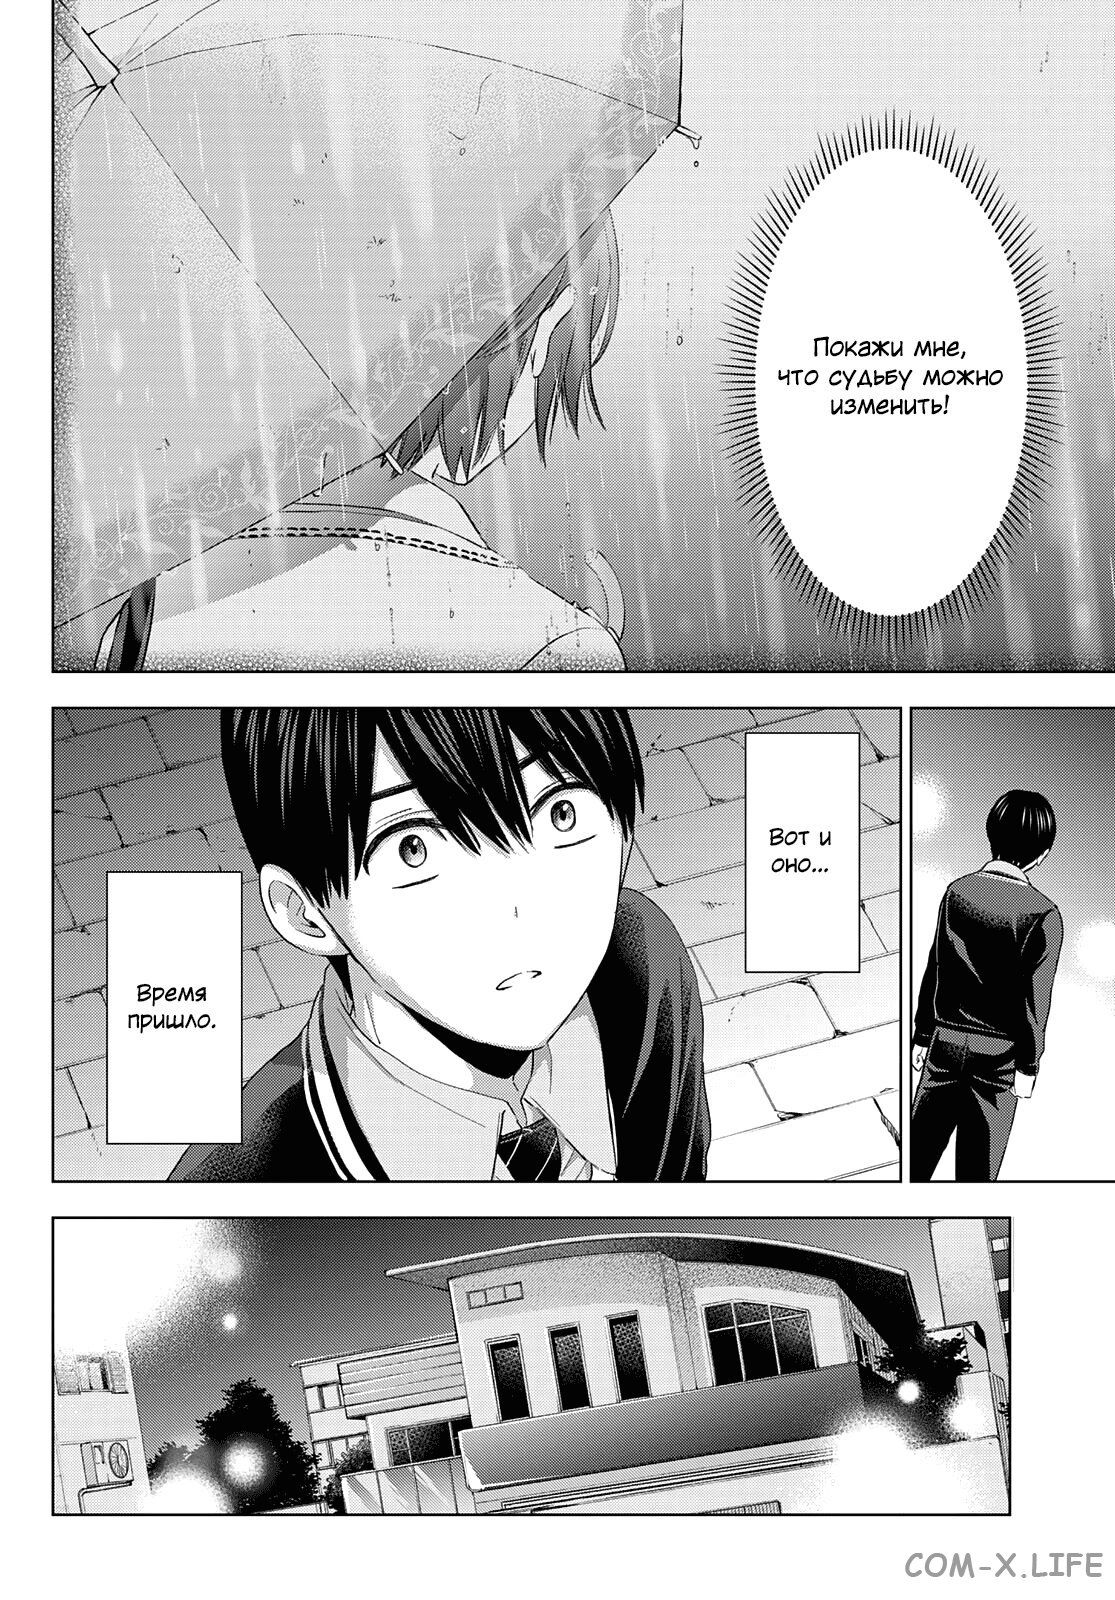 Покажи мне,
что судьбу можно
изменить!
Вот и
оно...
Время
пришло.
COM-X.LIFE